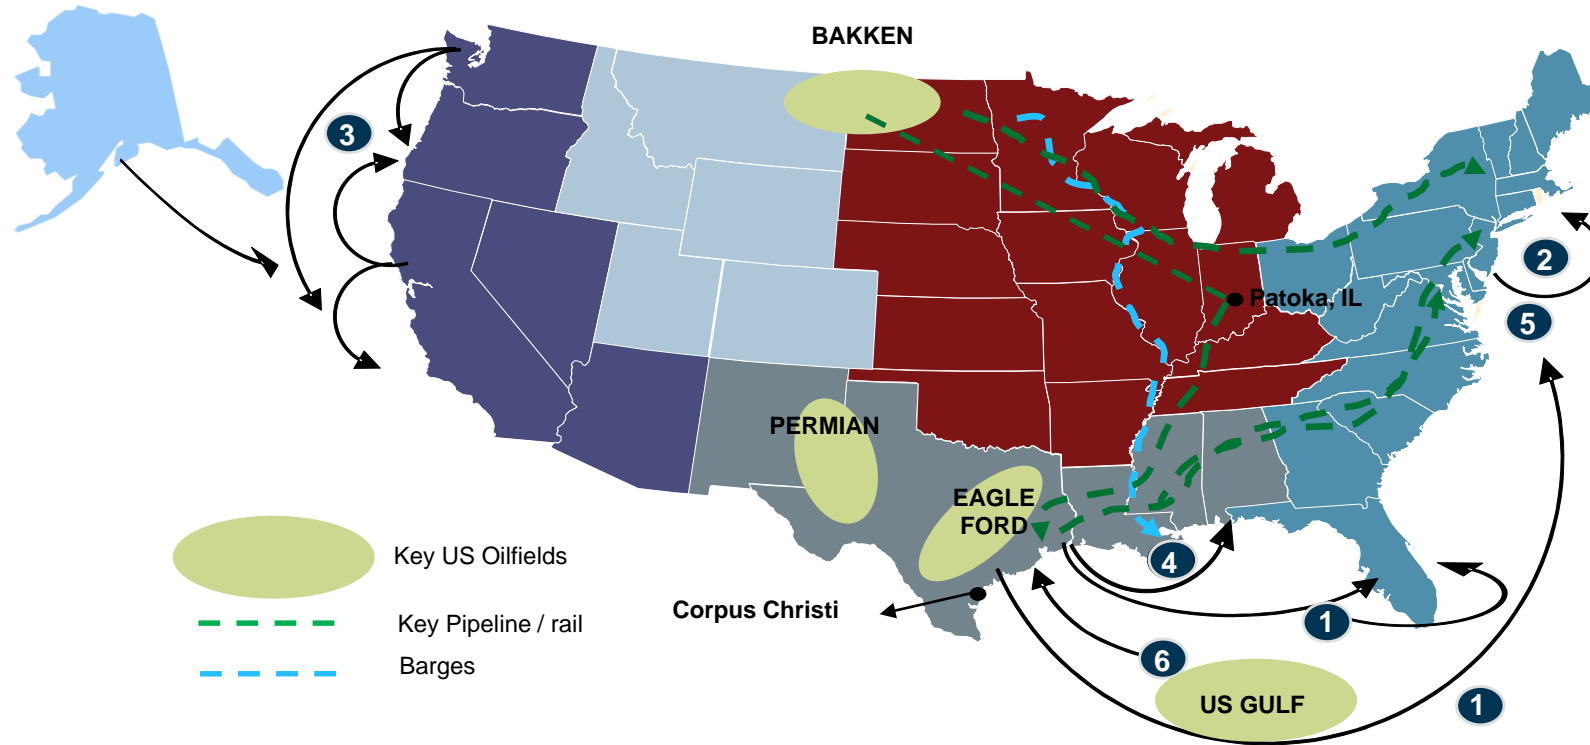 BAKKEN
3
2
Patoka, IL
5
PERMIAN
EAGLE
FORD
Key US Oilfields
4
Corpus Christi
Key Pipeline / rail
1
6
Barges
US GULF
1